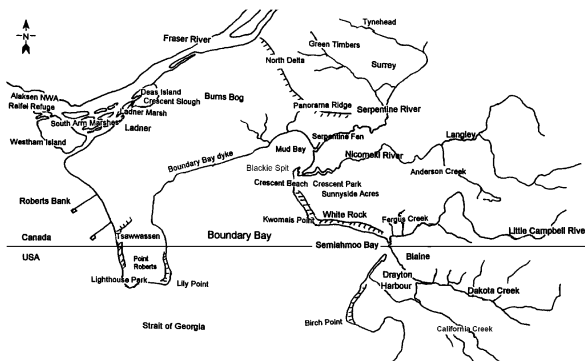 Tynehead
Fraser River
Green Timbers
-N-
North Delta
Surrey
Alaksen NWA
Deas Island
Burns Bog
Reifel Refuge
Crescent Slough
Panorama Ridge
Ladner Marsh
Serpentine River
South Arm Marshes
Ladner
Serpentine Fen
Langley
Westham Island
Mud Bay
Nicomekl River
Boundary Bay dyke
Blackie Spit
Anderson Creek
Crescent Beach
Crescent Park
Sunnyside Acres
Roberts Bank
White Rock
Fergis Creek
Kwomais Point
Little Campbell River
Canada
Tsawwassen
Boundary Bay
Semiahmoo Bay
USA
Point
Roberts
Blaine
Drayton
Harbour
Lighthouse Park
Lily Point
Dakota Creek
Strait of Georgia
Birch Point
California Creek